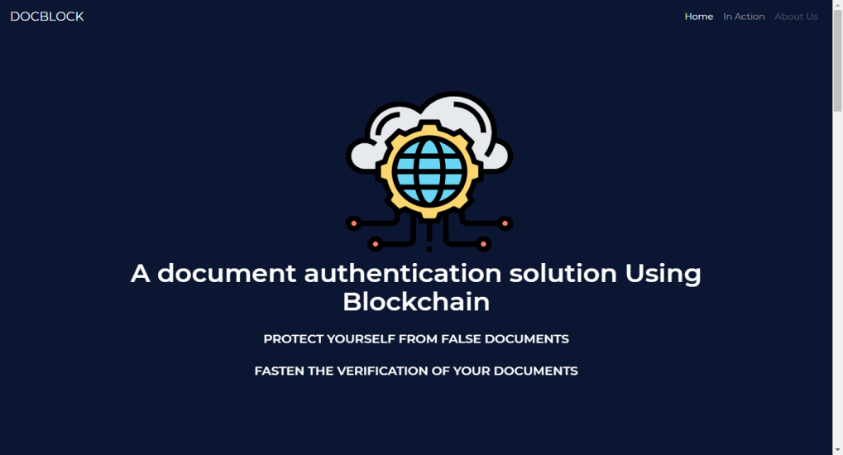 DOCBLOCK
Home In Action About Us
A document authentication solution Using
Blockchain
PROTECT YOURSELF FROM FALSE DOCUMENTS
FASTEN THE VERIFICATION OF YOUR DOCUMENTS